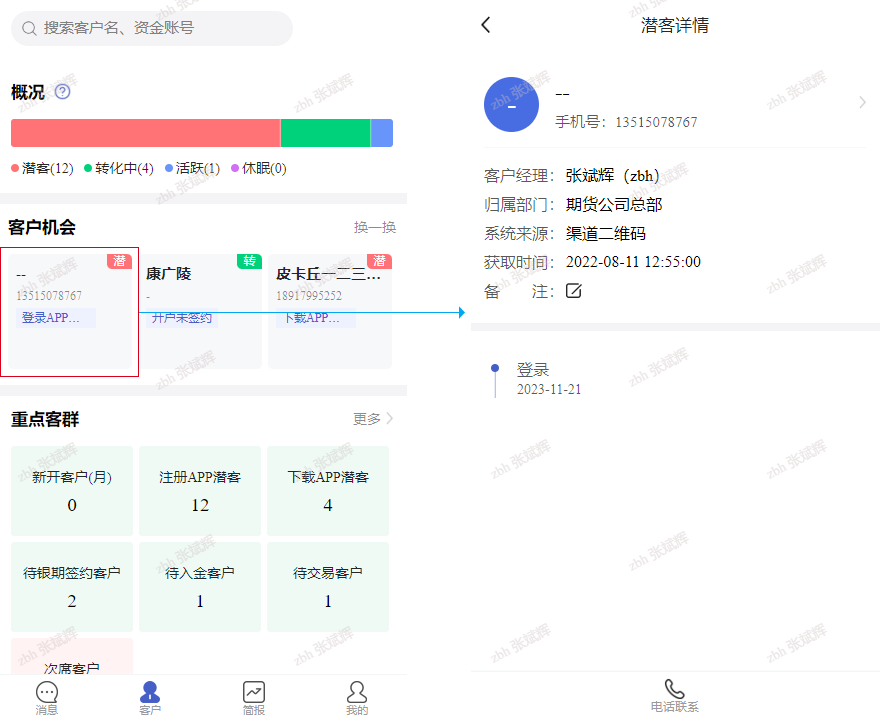 搜索客户名、资金账号
概况
潜客(12) 转化中(4) 活跃(1) 休眠(0)
客户机会 换一换
-- 潜
13515078767
登录APP...
康广陵 转
-
开户未签约
皮卡丘一二三... 潜
18917995252
下载APP...
重点客群 更多
新开客户(月)
0
注册APP潜客
12
下载APP潜客
4
待银期签约客户
2
待入金客户
1
待交易客户
1
次席客户
消息 客户 简报 我的
潜客详情
-
--
手机号：13515078767
客户经理：张斌辉（zbh）
归属部门：期货公司总部
系统来源：渠道二维码
获取时间：2022-08-11 12:55:00
备 注：
登录
2023-11-21
电话联系
zbh 张斌辉